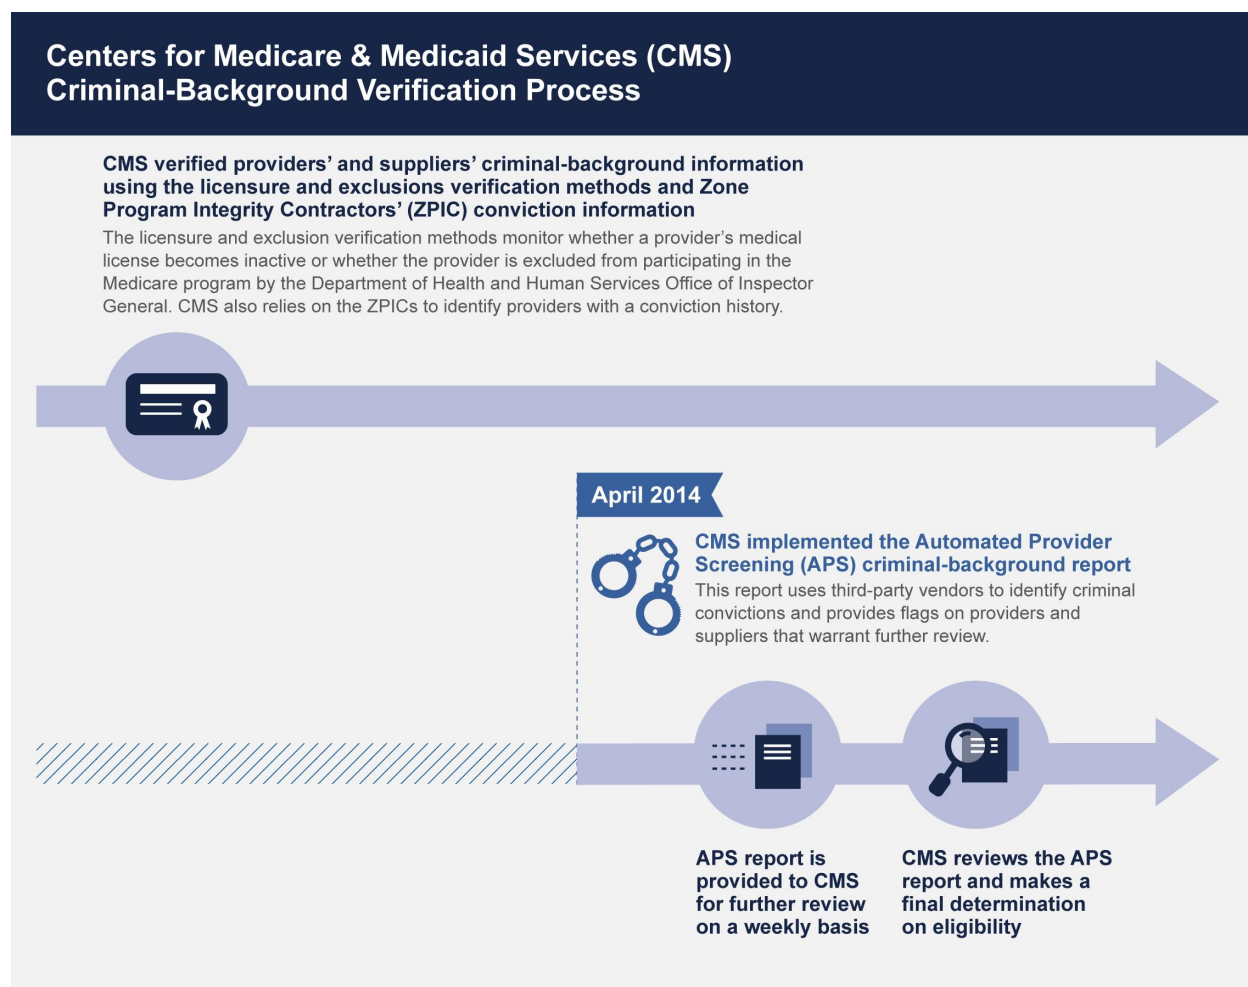 Centers for Medicare & Medicaid Services (CMS)
Criminal-Background Verification Process
CMS verified providers’ and suppliers’ criminal-background information
using the licensure and exclusions verification methods and Zone
Program Integrity Contractors’ (ZPIC) conviction information
The licensure and exclusion verification methods monitor whether a provider’s medical
license becomes inactive or whether the provider is excluded from participating in the
Medicare program by the Department of Health and Human Services Office of Inspector
General. CMS also relies on the ZPICs to identify providers with a conviction history.
April 2014
CMS implemented the Automated Provider
Screening (APS) criminal-background report
This report uses third-party vendors to identify criminal
convictions and provides flags on providers and
suppliers that warrant further review.
APS report is
provided to CMS
for further review
on a weekly basis
CMS reviews the APS
report and makes a
final determination
on eligibility